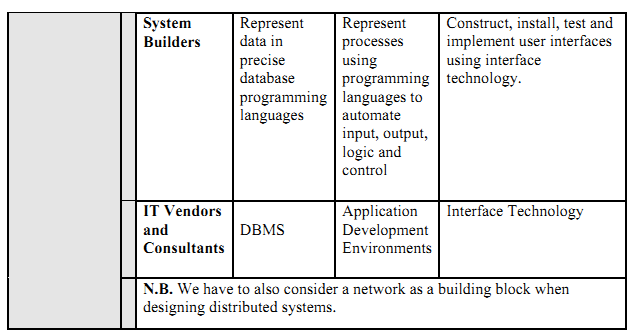 System
Builders
Represent
data in
precise
database
programming
languages
Represent
processes
using
programming
languages to
automate
input, output,
logic and
control
Construct, install, test and
implement user interfaces
using interface
technology.
IT Vendors
and
Consultants
DBMS
Application
Development
Environments
Interface Technology
N.B. We have to also consider a network as a building block when
designing distributed systems.